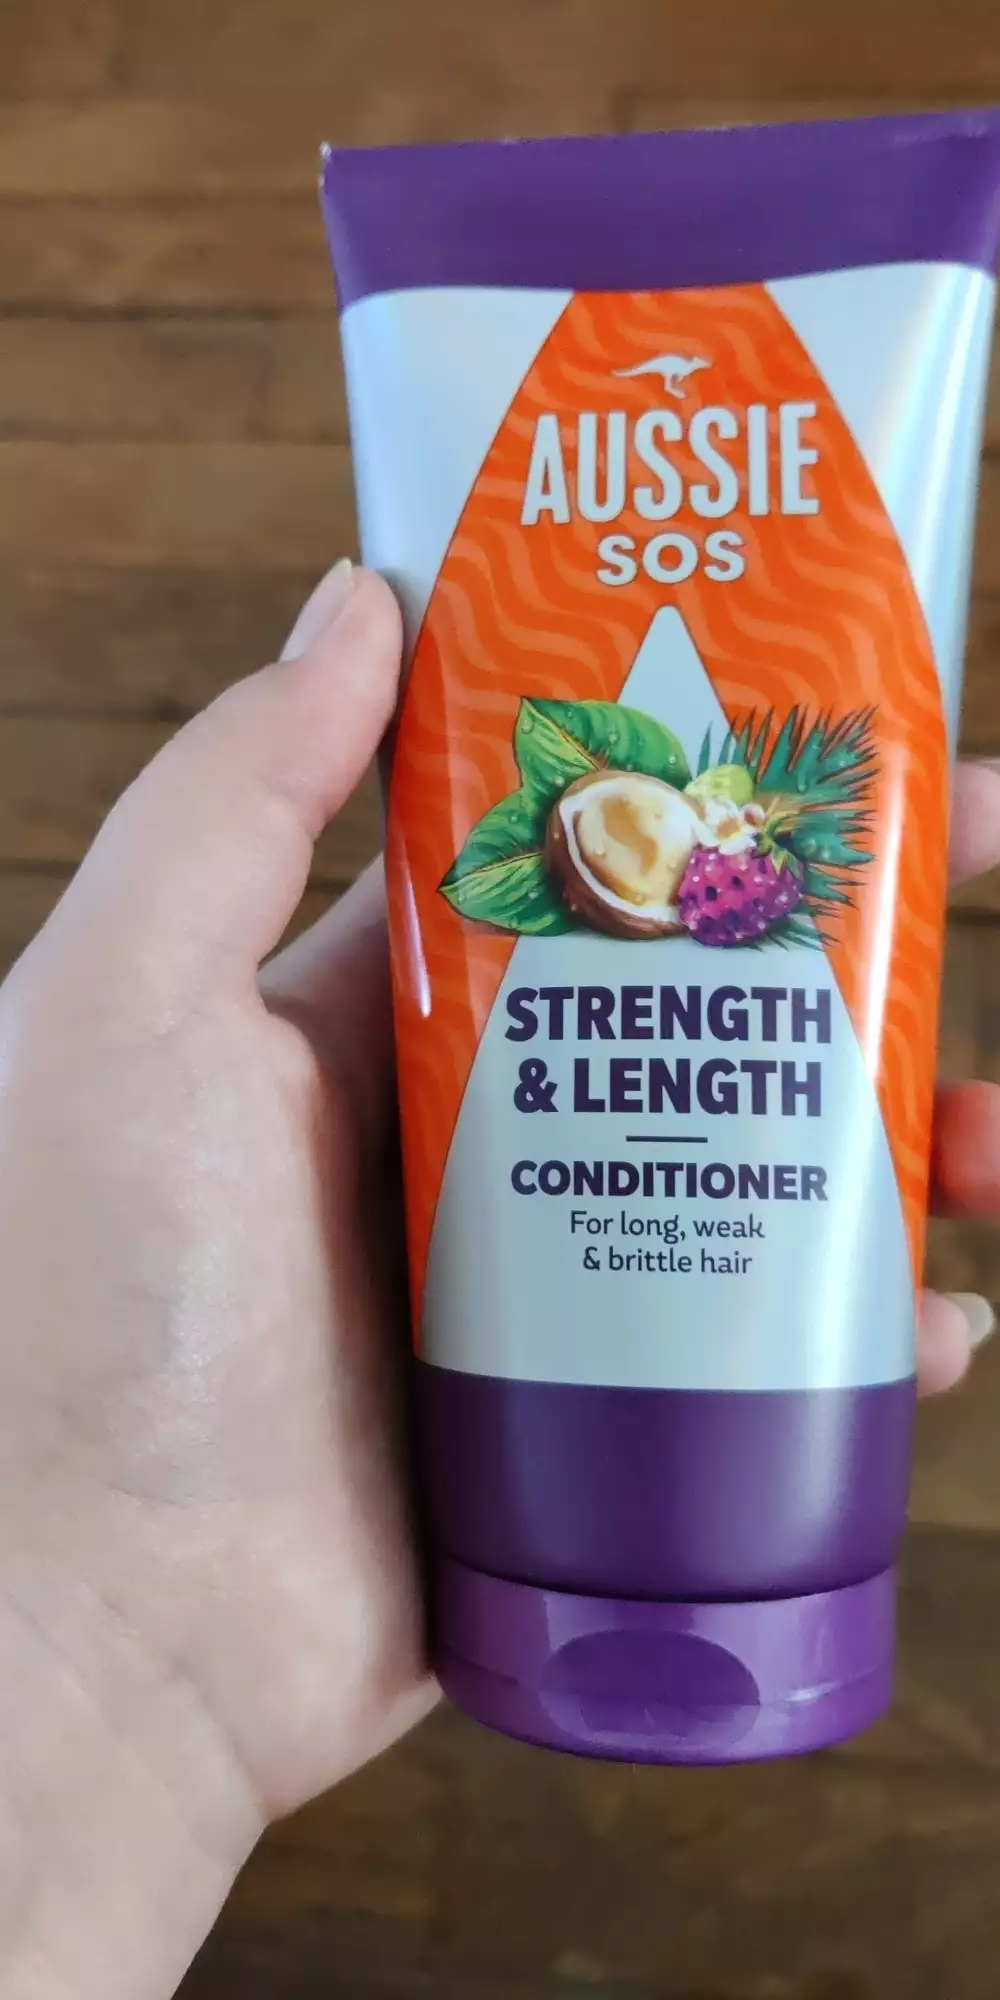 AUSSIE
SOS
STRENGTH
& LENGTH
CONDITIONER
For long, weak
& brittle hair